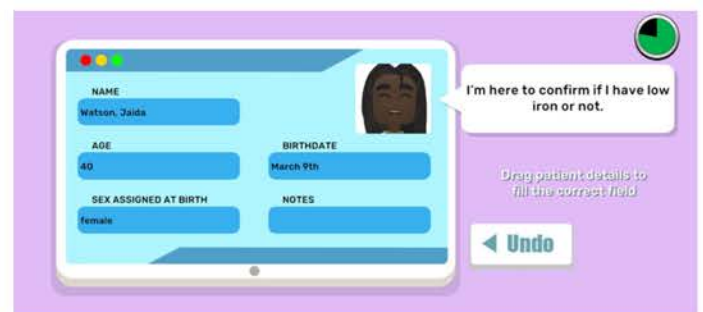 NAME
Watson, Jaida
I'm here to confirm if I have low
iron or not.
AGE
BIRTHDATE
40
March 9th
Drag patient details to
fill the correct field
SEX ASSIGNED AT BIRTH
NOTES
female
Undo